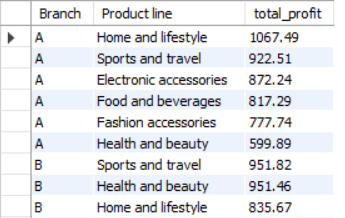 Branch Product line total_profit
A Home and lifestyle 1067.49
A Sports and travel 922.51
A Electronic accessories 872.24
A Food and beverages 817.29
A Fashion accessories 777.74
A Health and beauty 599.89
B Sports and travel 951.82
B Health and beauty 951.46
B Home and lifestyle 835.67